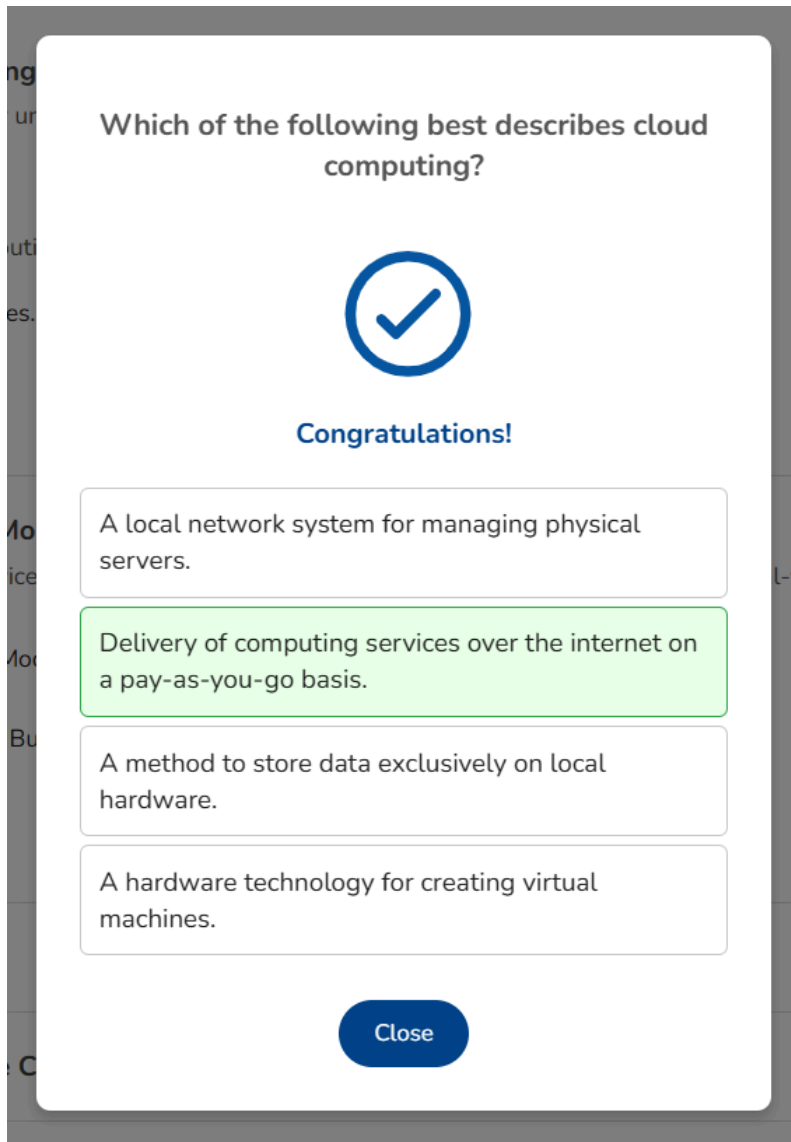 Which of the following best describes cloud
computing?
Congratulations!
A local network system for managing physical
servers.
Delivery of computing services over the internet on
a pay-as-you-go basis.
A method to store data exclusively on local
hardware.
A hardware technology for creating virtual
machines.
Close